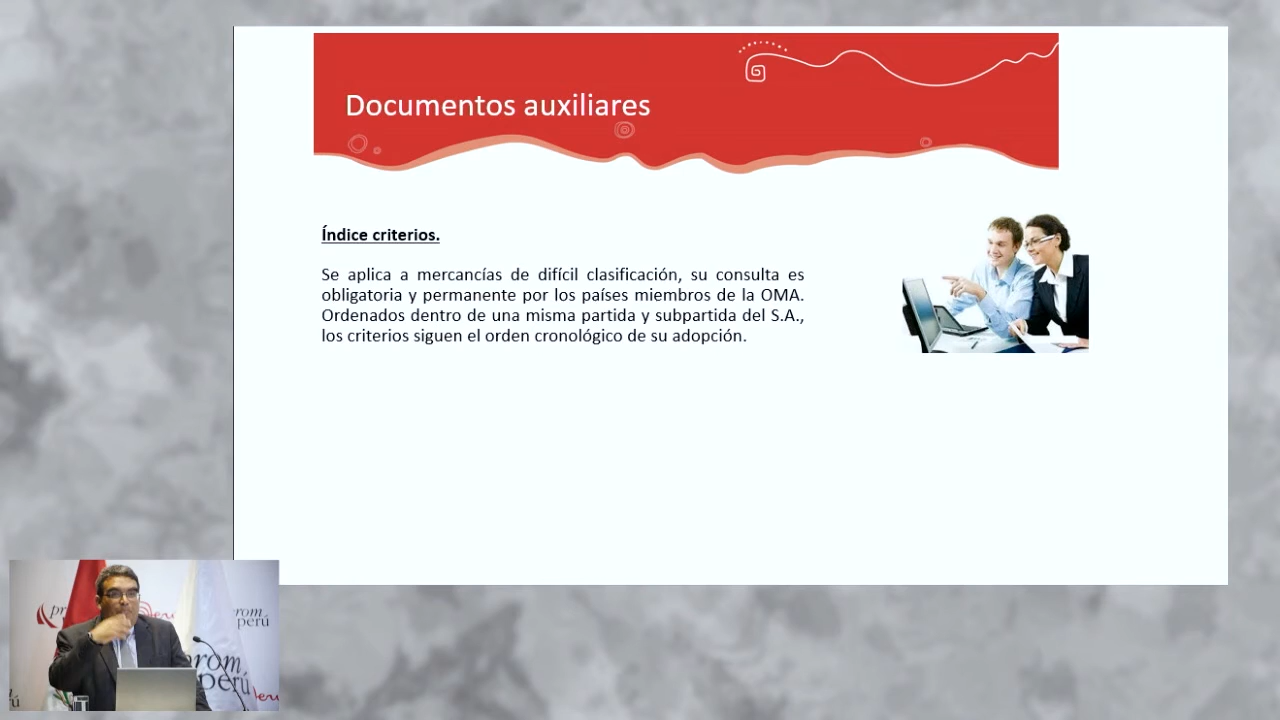 Documentos auxiliares
Índice criterios.
Se aplica a mercancías de difícil clasificación, su consulta es
obligatoria y permanente por los países miembros de la OMA.
Ordenados dentro de una misma partida y subpartida del S.A.,
los criterios siguen el orden cronológico de su adopción.
prom
perú